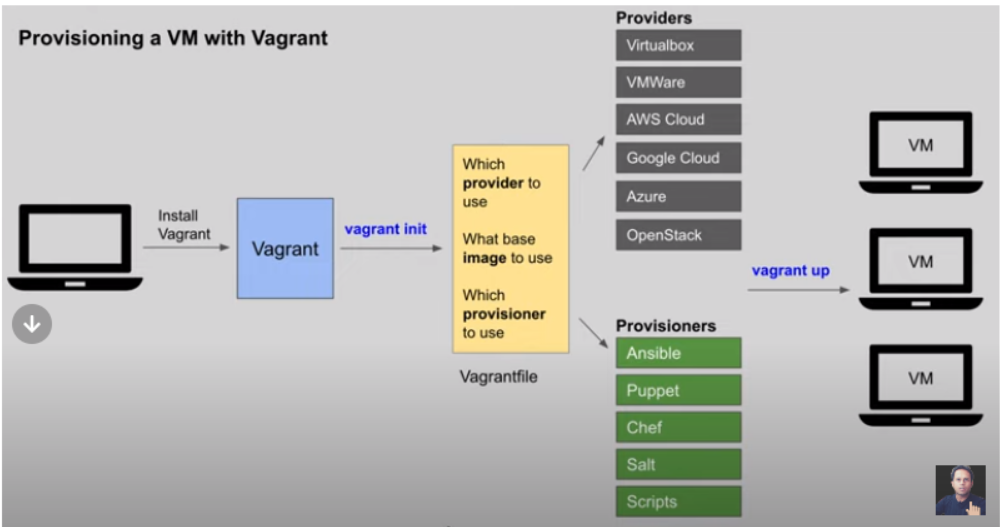 Provisioning a VM with Vagrant
Install
Vagrant
Vagrant
vagrant init
Which
provider to
use
What base
image to use
Which
provisioner
to use
Vagrantfile
Providers
Virtualbox
VMWare
AWS Cloud
Google Cloud
Azure
OpenStack
Provisioners
Ansible
Puppet
Chef
Salt
Scripts
vagrant up
VM
VM
VM